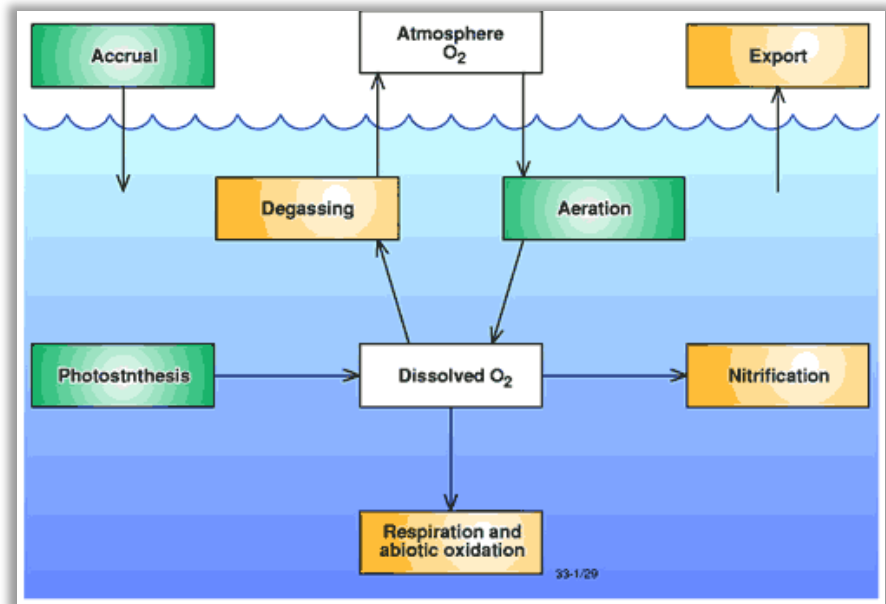 Accrual
Atmosphere
O₂
Export
Degassing
Aeration
Photostnthesis
Dissolved O₂
Nitrification
Respiration and
abiotic oxidation
33-1/29